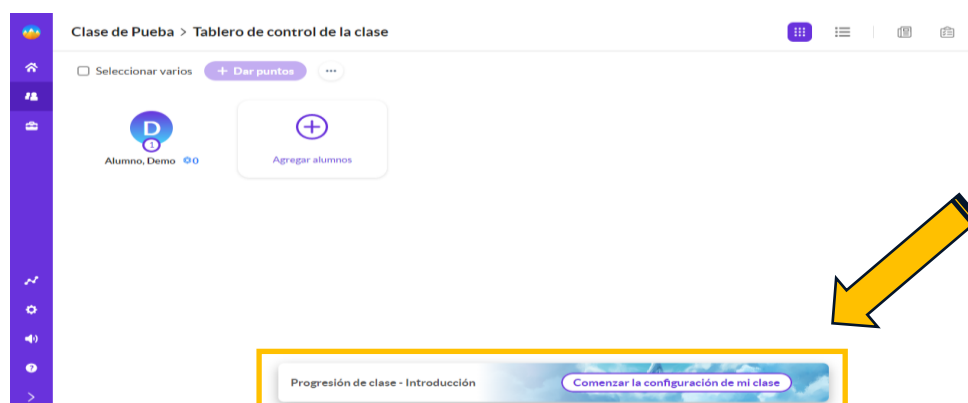 Clase de Pueba > Tablero de control de la clase
Seleccionar varios + Dar puntos ...
D
1
Alumno, Demo 0
Agregar alumnos
Progresión de clase - Introducción Comenzar la configuración de mi clase